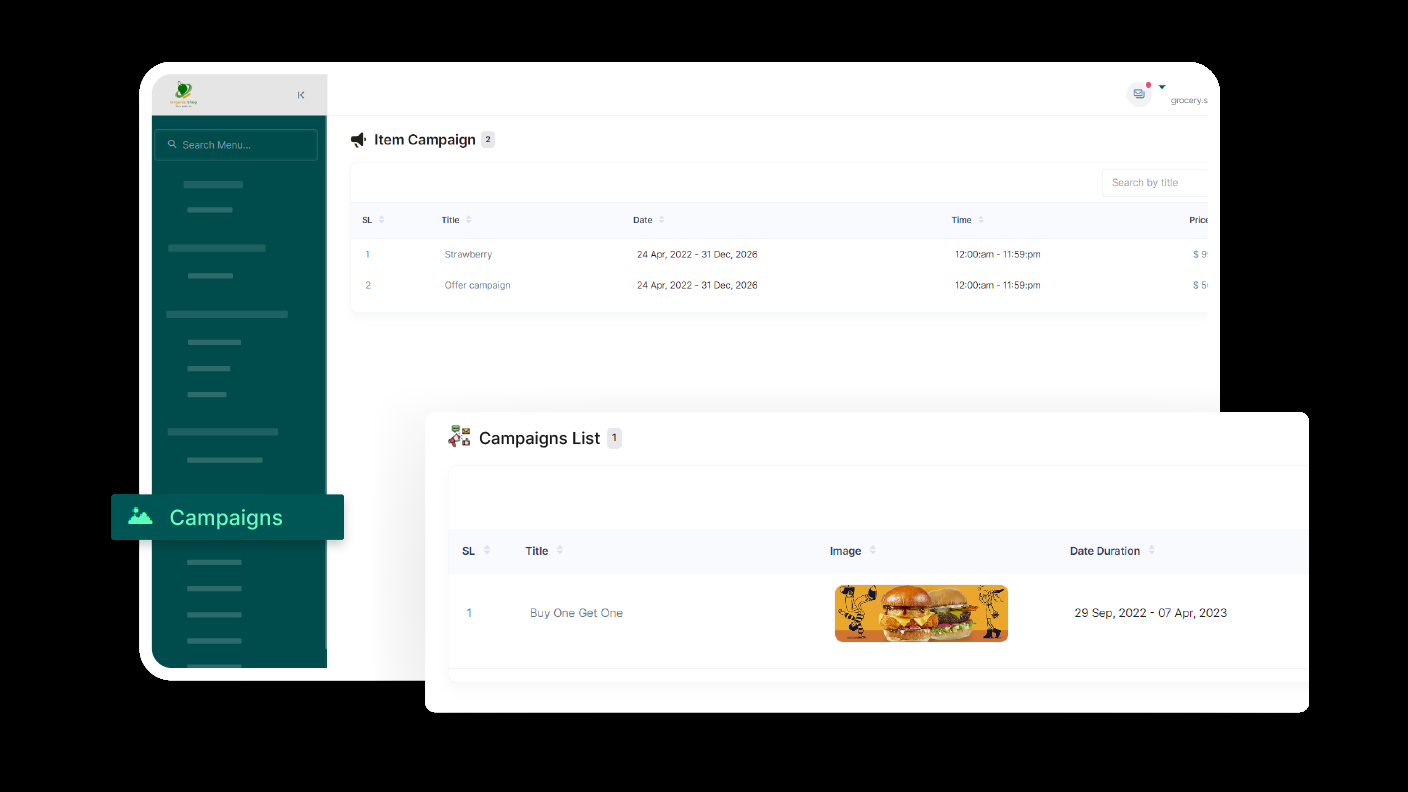 Search Menu...
grocery.s
Item Campaign 2
Search by title
SL Title Date Time Price
1 Strawberry 24 Apr, 2022 - 31 Dec, 2026 12:00:am - 11:59:pm $ 9
2 Offer campaign 24 Apr, 2022 - 31 Dec, 2026 12:00:am - 11:59:pm $ 5
Campaigns List 1
Campaigns
SL Title Image Date Duration
1 Buy One Get One 29 Sep, 2022 - 07 Apr, 2023